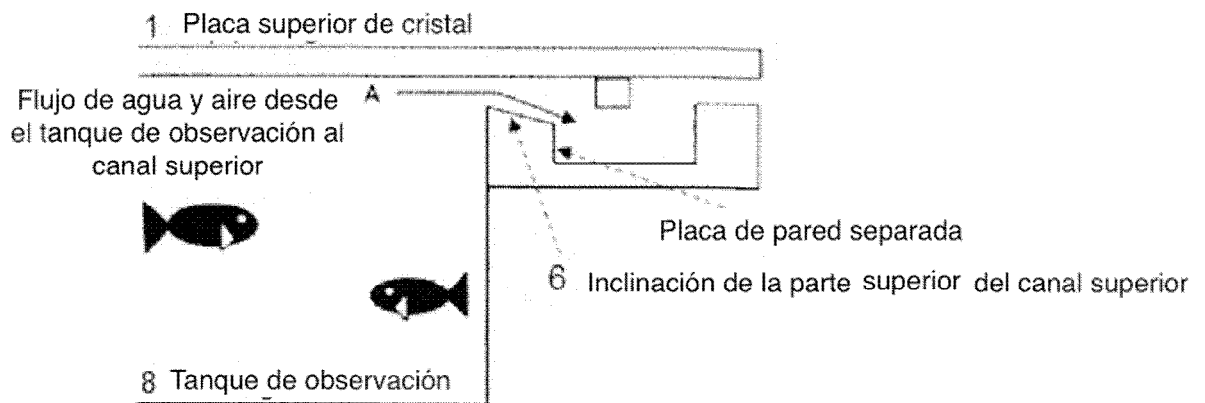 1 Placa superior de cristal
Flujo de agua y aire desde
el tanque de observación al
canal superior
A
Placa de pared separada
6 Inclinación de la parte superior del canal superior
8 Tanque de observación